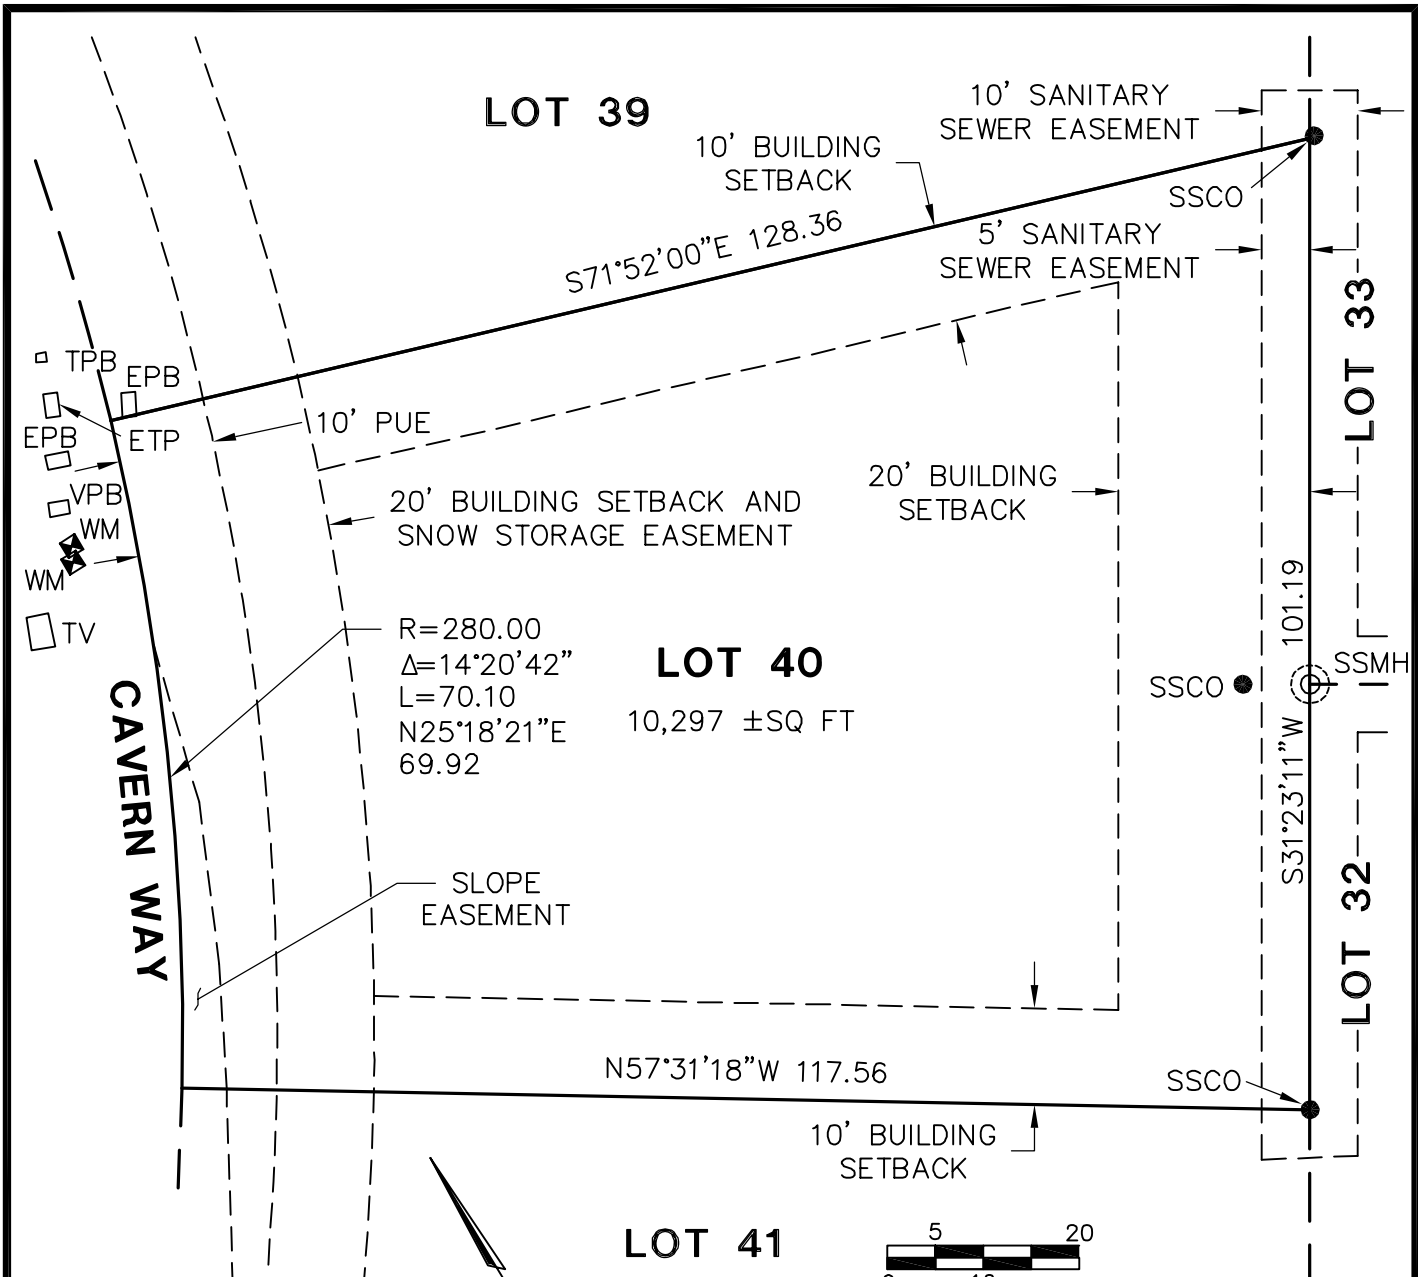 LOT 39
10' SANITARY
SEWER EASEMENT
10' BUILDING
SETBACK
SSCO
S71°52'00"E 128.36
5' SANITARY
SEWER EASEMENT
LOT 33
TPB
EPB
EPB
ETP
10' PUE
VPB
WM
WM
TV
20' BUILDING SETBACK AND
SNOW STORAGE EASEMENT
20' BUILDING
SETBACK
R=280.00
Δ=14°20'42"
L=70.10
N25°18'21"E
69.92
LOT 40
10,297 ±SQ FT
SSCO
SSMH
S31°23'11"W 101.19
CAVERN WAY
SLOPE
EASEMENT
LOT 32
N57°31'18"W 117.56
SSCO
10' BUILDING
SETBACK
LOT 41
5 20